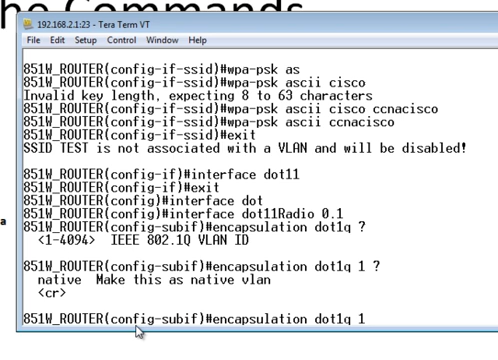 he Commands
192.168.2.1:23 - Tera Term VT
File Edit Setup Control Window Help
851W_ROUTER(config-if-ssid)#wpa-psk as
851W_ROUTER(config-if-ssid)#wpa-psk ascii cisco
Invalid key length, expecting 8 to 63 characters
851W_ROUTER(config-if-ssid)#wpa-psk ascii cisco ccnacisco
851W_ROUTER(config-if-ssid)#wpa-psk ascii ccnacisco
851W_ROUTER(config-if-ssid)#exit
SSID TEST is not associated with a VLAN and will be disabled!
851W_ROUTER(config-if)#interface dot11
851W_ROUTER(config-if)#exit
851W_ROUTER(config)#interface dot
851W_ROUTER(config)#interface dot11Radio 0.1
a
851W_ROUTER(config-subif)#encapsulation dot1q ?
<1-4094> IEEE 802.1Q VLAN ID
851W_ROUTER(config-subif)#encapsulation dot1q 1 ?
native Make this as native vlan
<cr>
851W_ROUTER(config-subif)#encapsulation dot1q 1